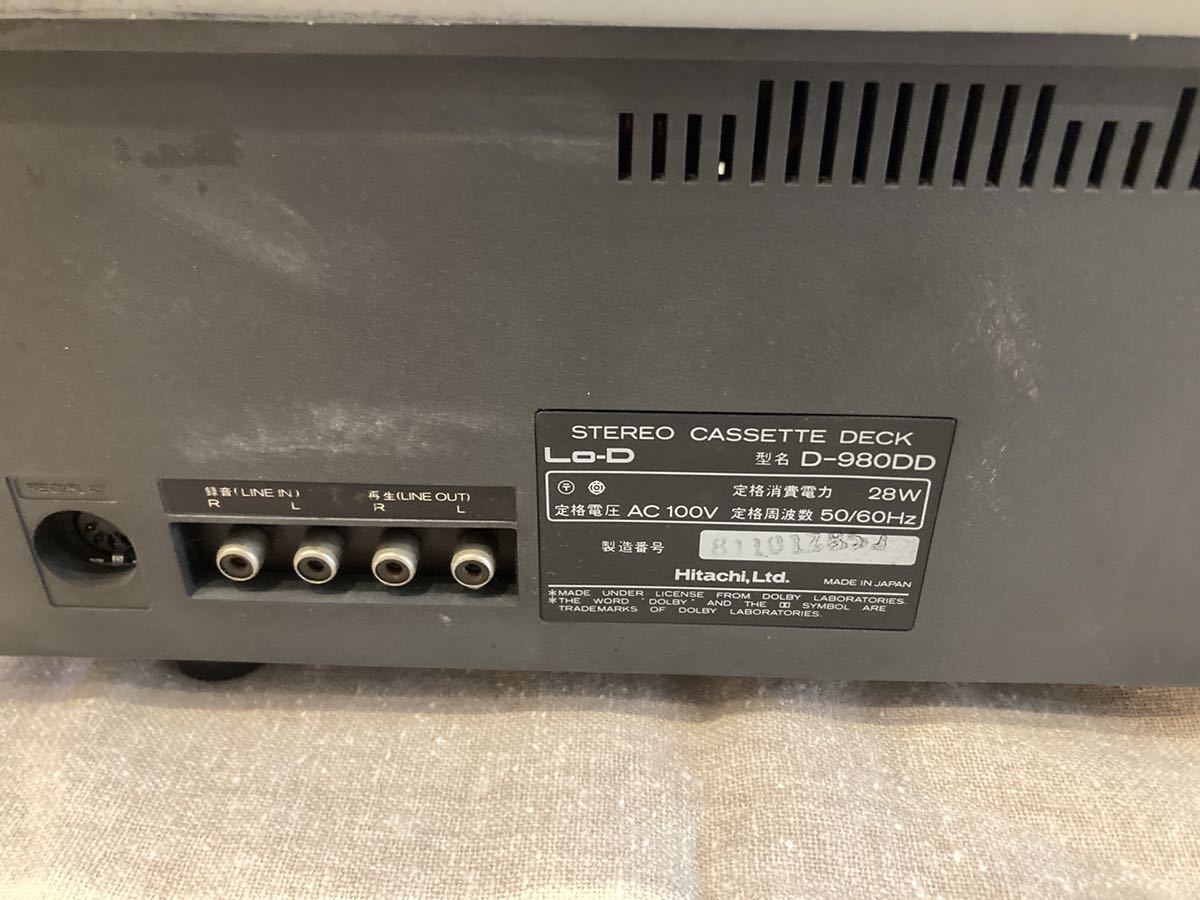 録音(LINE IN) 再生(LINE OUT)
R L R L
STEREO CASSETTE DECK
Lo-D 型名 D-980DD
〒 定格消費電力 28W
定格電圧 AC 100V 定格周波数 50/60Hz
製造番号
Hitachi, Ltd. MADE IN JAPAN
*MADE UNDER LICENSE FROM DOLBY LABORATORIES.
*THE WORD "DOLBY" AND THE DD SYMBOL ARE
TRADEMARKS OF DOLBY LABORATORIES.